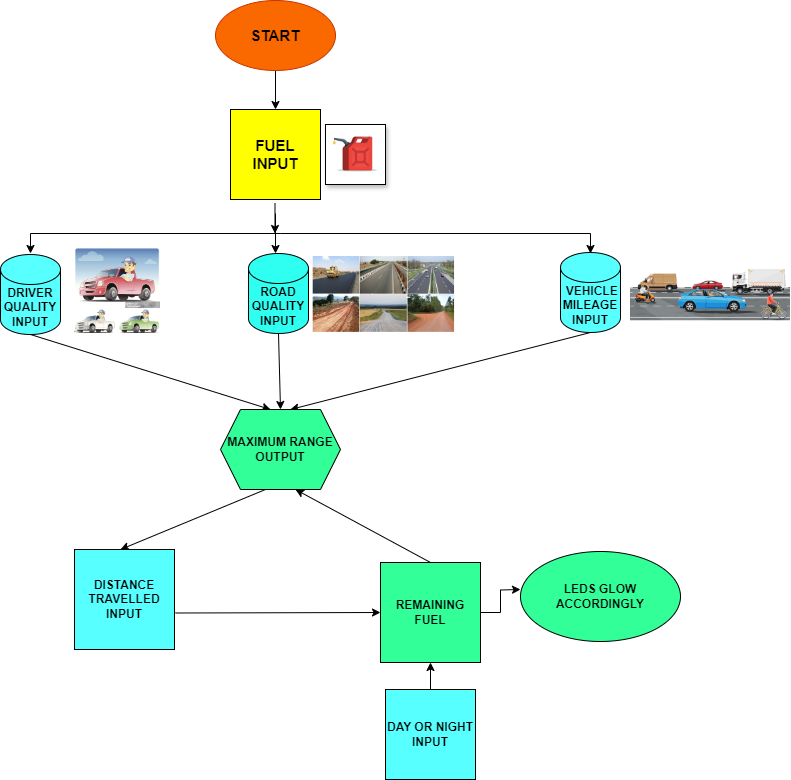 START
FUEL
INPUT
DRIVER
QUALITY
INPUT
ROAD
QUALITY
INPUT
VEHICLE
MILEAGE
INPUT
MAXIMUM RANGE
OUTPUT
DISTANCE
TRAVELLED
INPUT
REMAINING
FUEL
LEDS GLOW
ACCORDINGLY
DAY OR NIGHT
INPUT